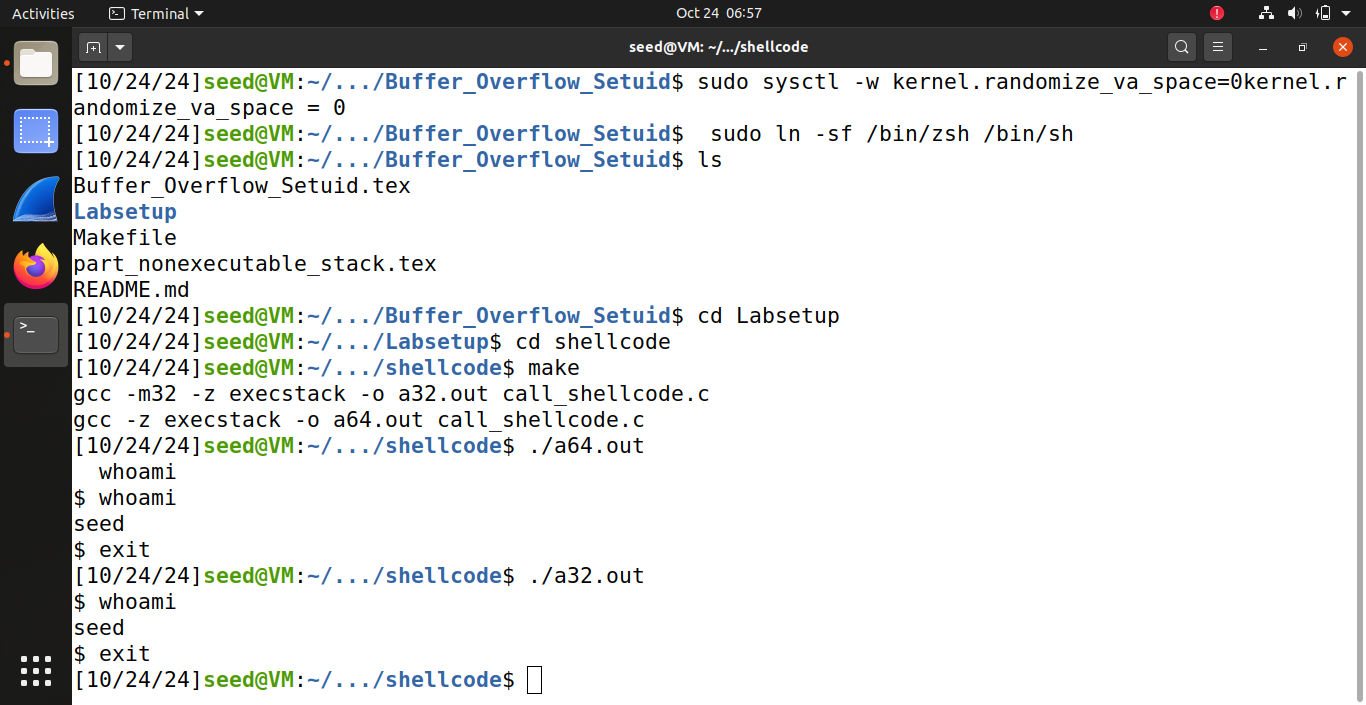 Activities Terminal Oct 24 06:57
seed@VM: ~/.../shellcode
[10/24/24]seed@VM:~/.../Buffer_Overflow_Setuid$ sudo sysctl -w kernel.randomize_va_space=0kernel.r
andomize_va_space = 0
[10/24/24]seed@VM:~/.../Buffer_Overflow_Setuid$  sudo ln -sf /bin/zsh /bin/sh
[10/24/24]seed@VM:~/.../Buffer_Overflow_Setuid$ ls
Buffer_Overflow_Setuid.tex
Labsetup
Makefile
part_nonexecutable_stack.tex
README.md
[10/24/24]seed@VM:~/.../Buffer_Overflow_Setuid$ cd Labsetup
[10/24/24]seed@VM:~/.../Labsetup$ cd shellcode
[10/24/24]seed@VM:~/.../shellcode$ make
gcc -m32 -z execstack -o a32.out call_shellcode.c
gcc -z execstack -o a64.out call_shellcode.c
[10/24/24]seed@VM:~/.../shellcode$ ./a64.out
  whoami
$ whoami
seed
$ exit
[10/24/24]seed@VM:~/.../shellcode$ ./a32.out
$ whoami
seed
$ exit
[10/24/24]seed@VM:~/.../shellcode$